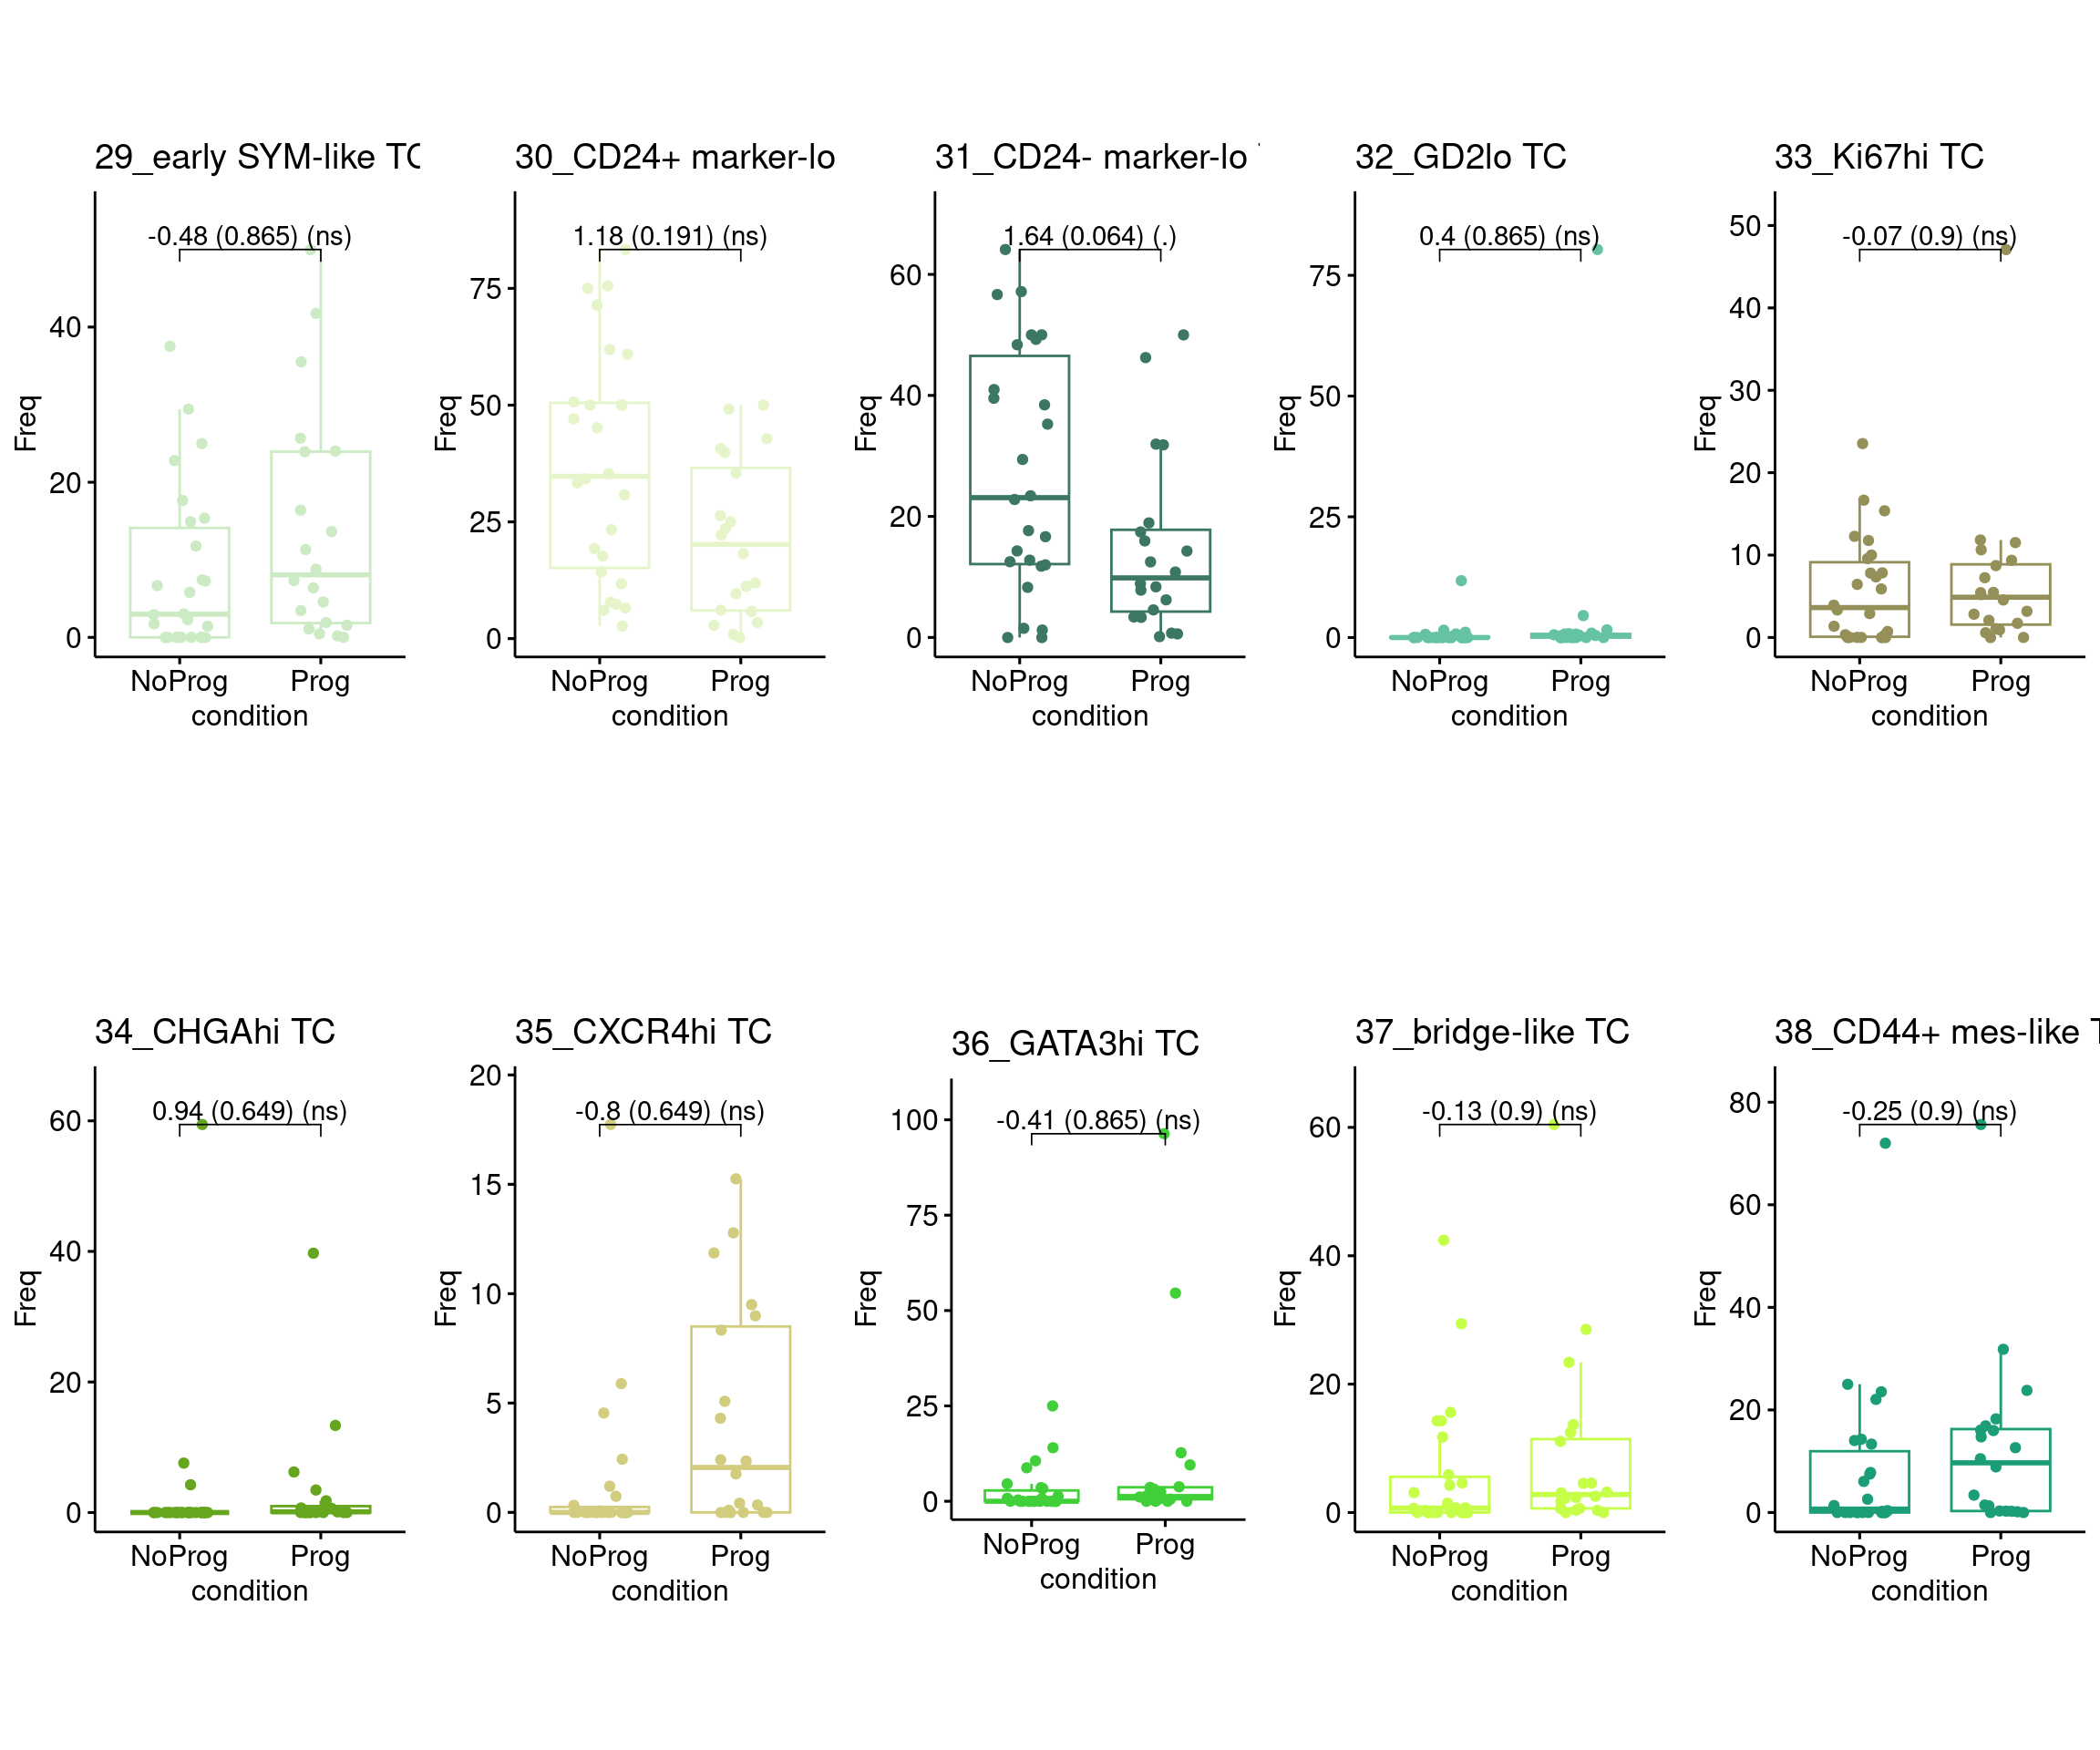 29_early SYM-like TC
30_CD24+ marker-lo
31_CD24- marker-lo
32_GD2lo TC
33_Ki67hi TC
-0.48 (0.865) (ns)
1.18 (0.191) (ns)
1.64 (0.064) (.)
0.4 (0.865) (ns)
-0.07 (0.9) (ns)
Freq
40
20
0
Freq
75
50
25
0
Freq
60
40
20
0
Freq
75
50
25
0
Freq
50
40
30
20
10
0
NoProg Prog
NoProg Prog
NoProg Prog
NoProg Prog
NoProg Prog
condition
condition
condition
condition
condition
34_CHGAhi TC
35_CXCR4hi TC
36_GATA3hi TC
37_bridge-like TC
38_CD44+ mes-like T
0.94 (0.649) (ns)
-0.8 (0.649) (ns)
-0.41 (0.865) (ns)
-0.13 (0.9) (ns)
-0.25 (0.9) (ns)
Freq
60
40
20
0
Freq
20
15
10
5
0
Freq
100
75
50
25
0
Freq
60
40
20
0
Freq
80
60
40
20
0
NoProg Prog
NoProg Prog
NoProg Prog
NoProg Prog
NoProg Prog
condition
condition
condition
condition
condition